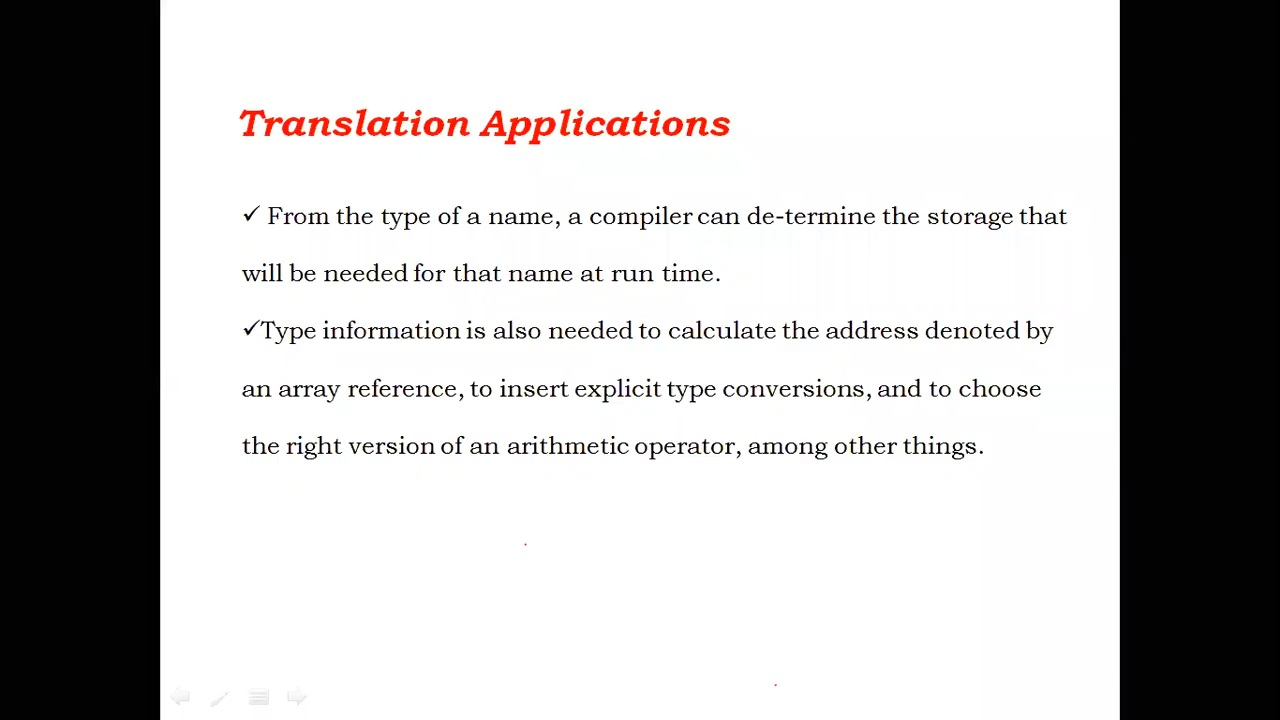 Translation Applications
✓ From the type of a name, a compiler can de-termine the storage that
will be needed for that name at run time.
✓Type information is also needed to calculate the address denoted by
an array reference, to insert explicit type conversions, and to choose
the right version of an arithmetic operator, among other things.